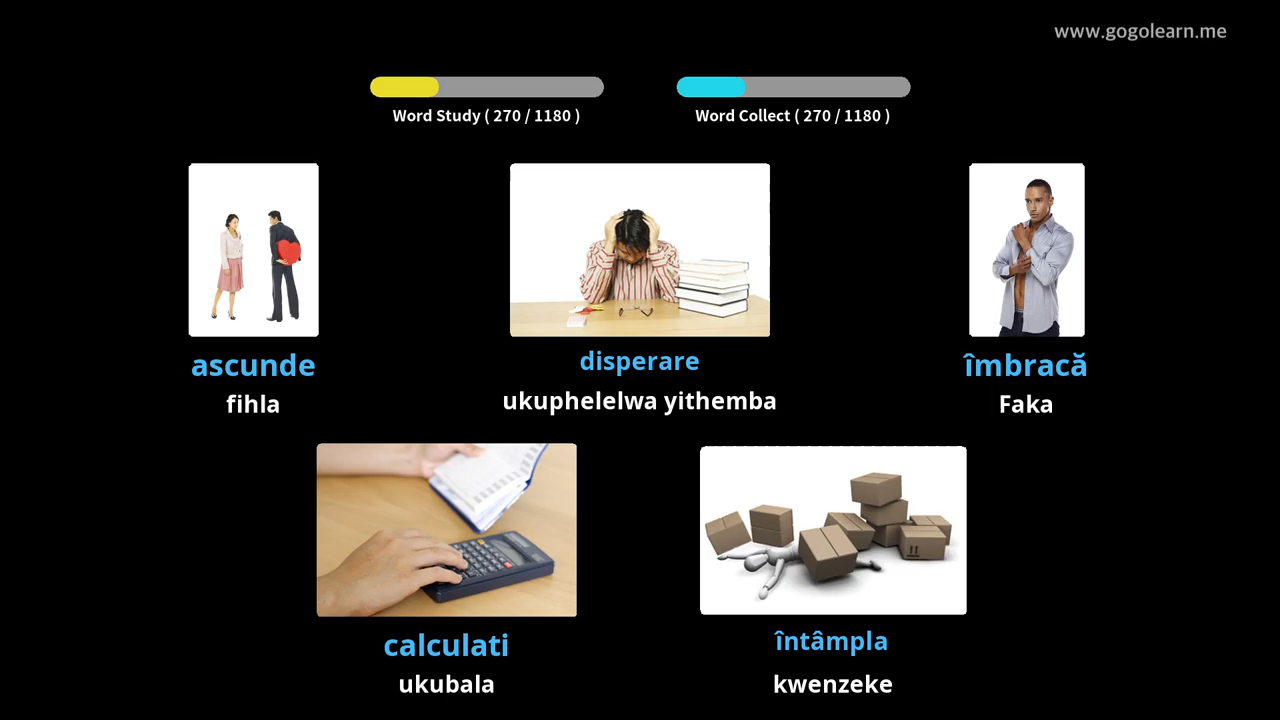 www.gogolearn.me
Word Study ( 270 / 1180 )
Word Collect ( 270 / 1180 )
ascunde
fihla
disperare
ukuphelelwa yithemba
îmbracă
Faka
calculati
ukubala
întâmpla
kwenzeke